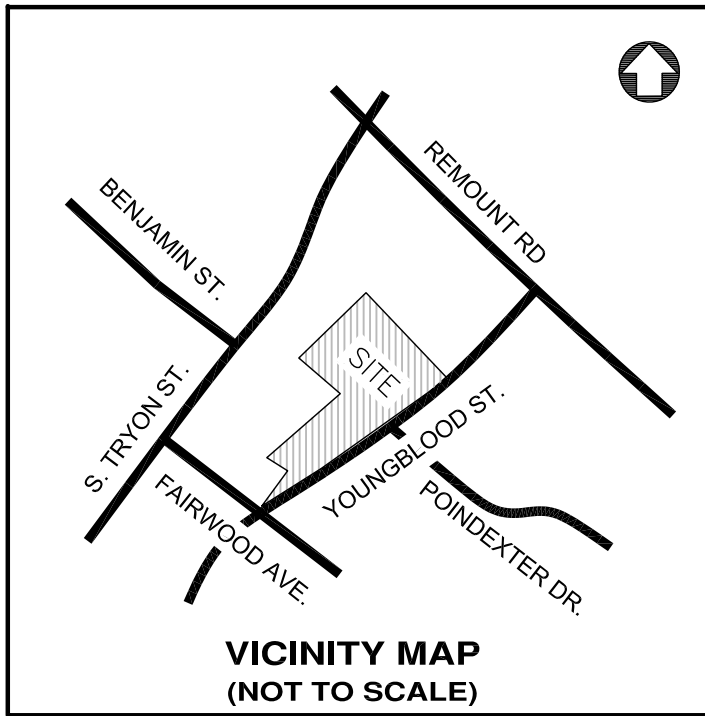 REMOUNT RD
BENJAMIN ST.
SITE
S. TRYON ST.
YOUNGBLOOD ST.
FAIRWOOD AVE.
POINDEXTER DR.
VICINITY MAP
(NOT TO SCALE)